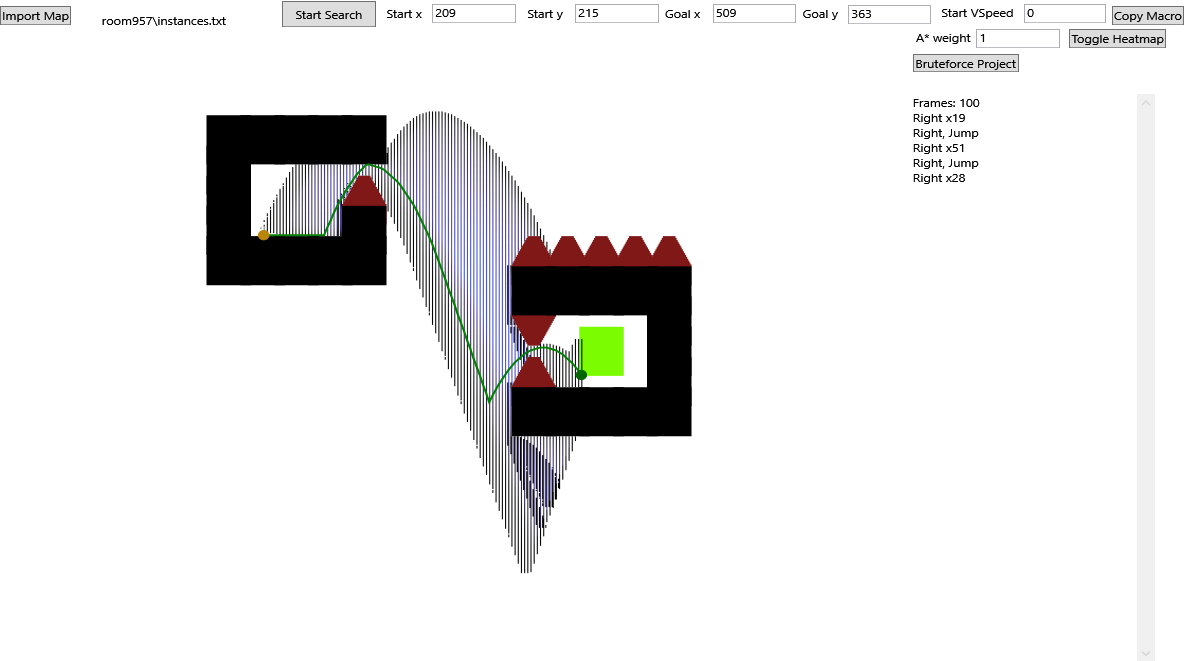 Import Map
room957\instances.txt
Start Search
Start x 209
Start y 215
Goal x 509
Goal y 363
Start VSpeed 0
Copy Macro
A* weight 1
Toggle Heatmap
Bruteforce Project
Frames: 100
Right x19
Right, Jump
Right x51
Right, Jump
Right x28